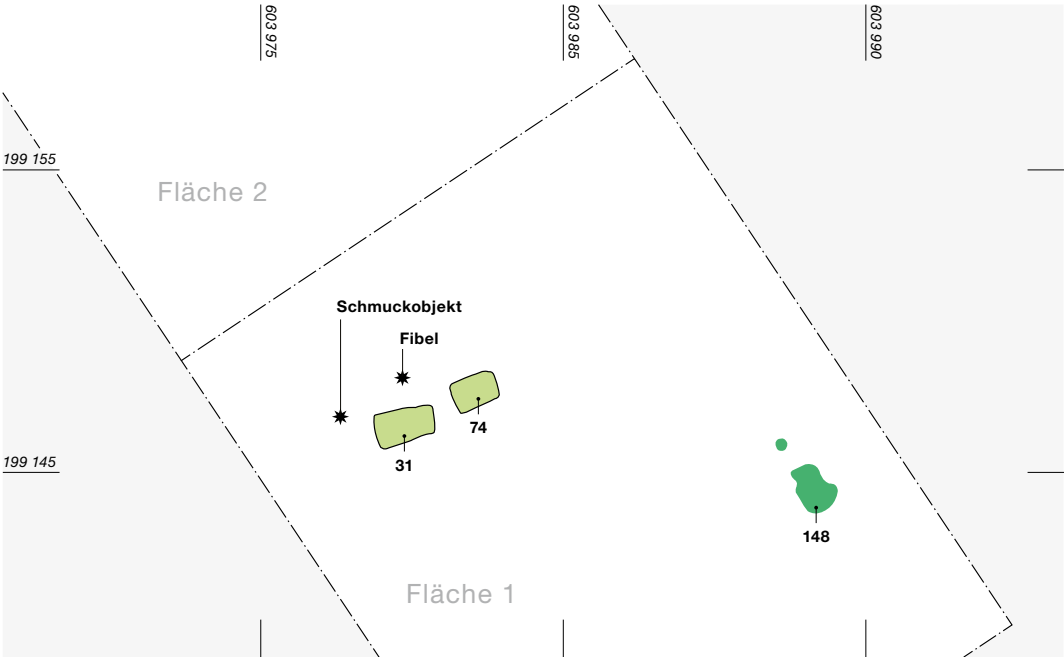 603 975
603 985
603 990
199 155
Fläche 2
Schmuckobjekt
Fibel
74
31
199 145
148
Fläche 1